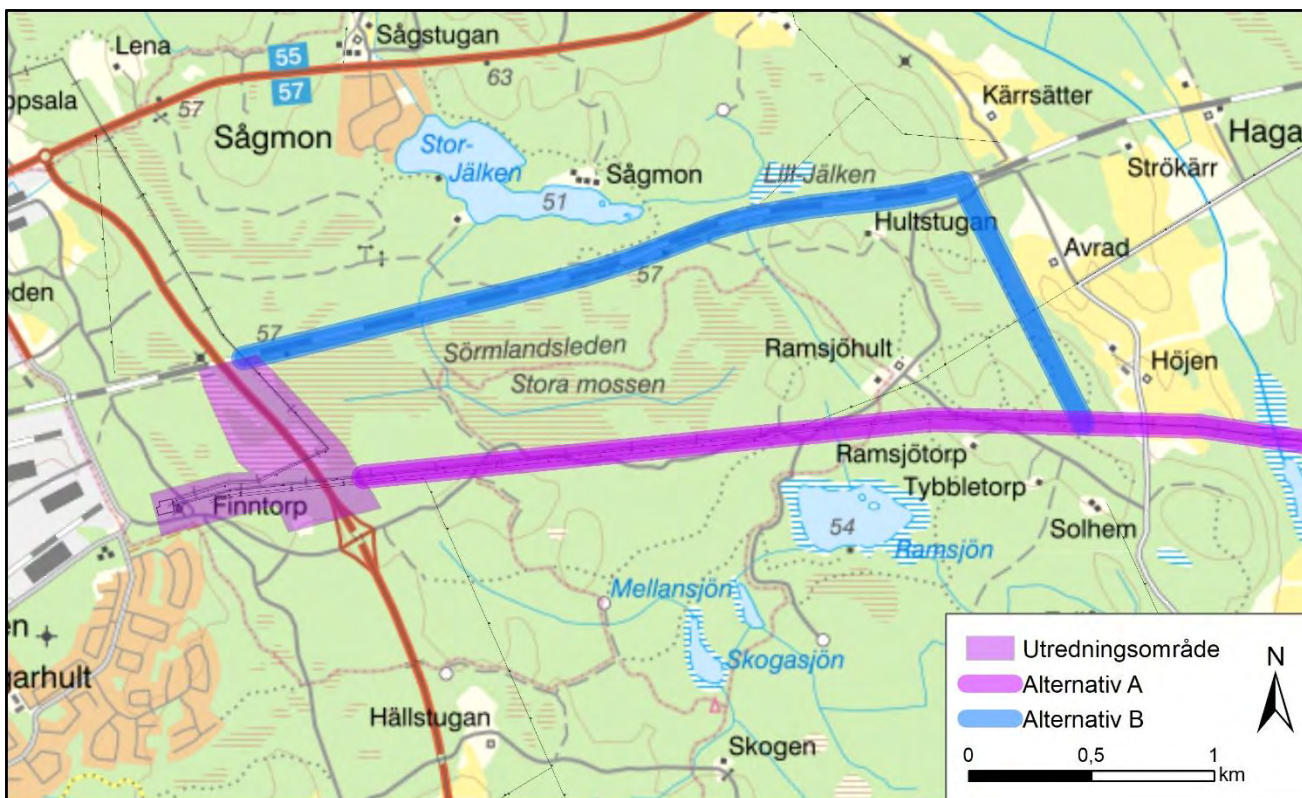 Lena
Sågstugan
55
57
63
57
ppsala
Sågmon
Kärrsätter
Haga
Stor-
Jälken
Sågmon
51
Lill-Jälken
Strökärr
Hultstugan
Avrad
eden
57
57
Sörmlandsleden
Stora mossen
Ramsjöhult
Höjen
Ramsjötorp
Tybbletorp
Finntorp
54
Solhem
Ramsjön
Mellansjön
Skogasjön
en
garhult
Hällstugan
Skogen
Utredningsområde
Alternativ A
Alternativ B
N
0 0,5 1
km